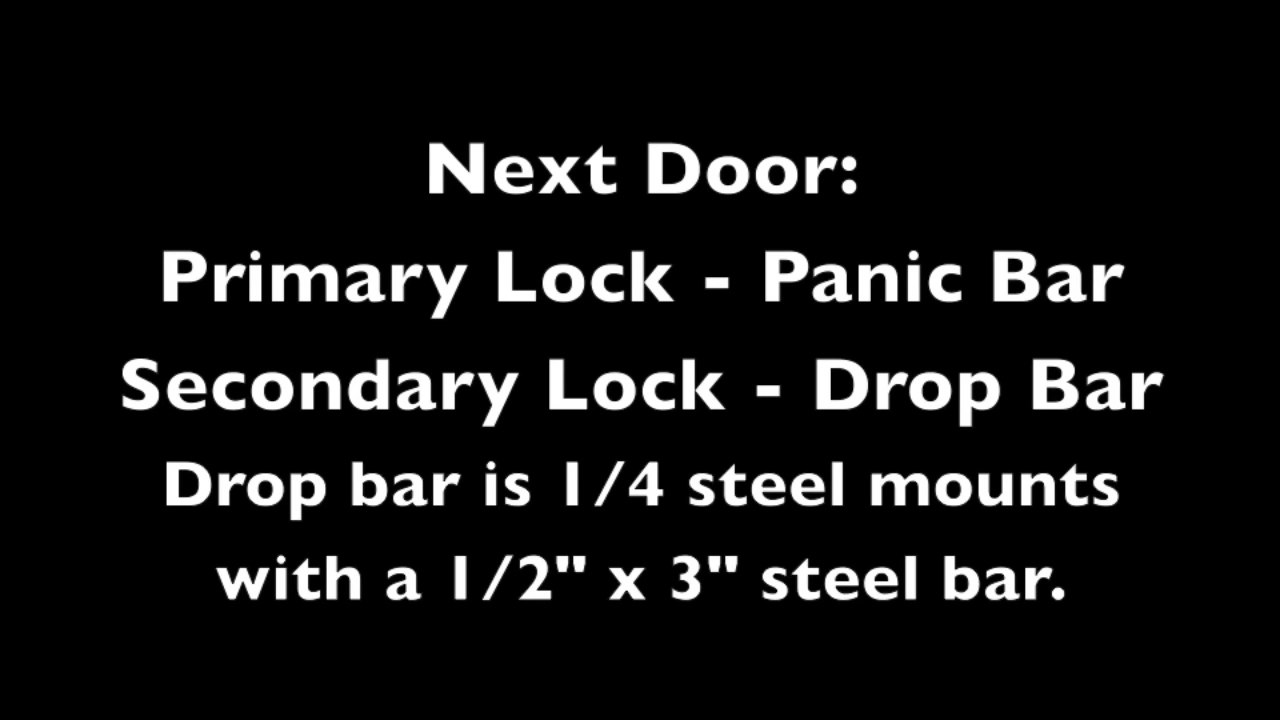 Next Door:
Primary Lock - Panic Bar
Secondary Lock - Drop Bar
Drop bar is 1/4 steel mounts
with a 1/2" x 3" steel bar.